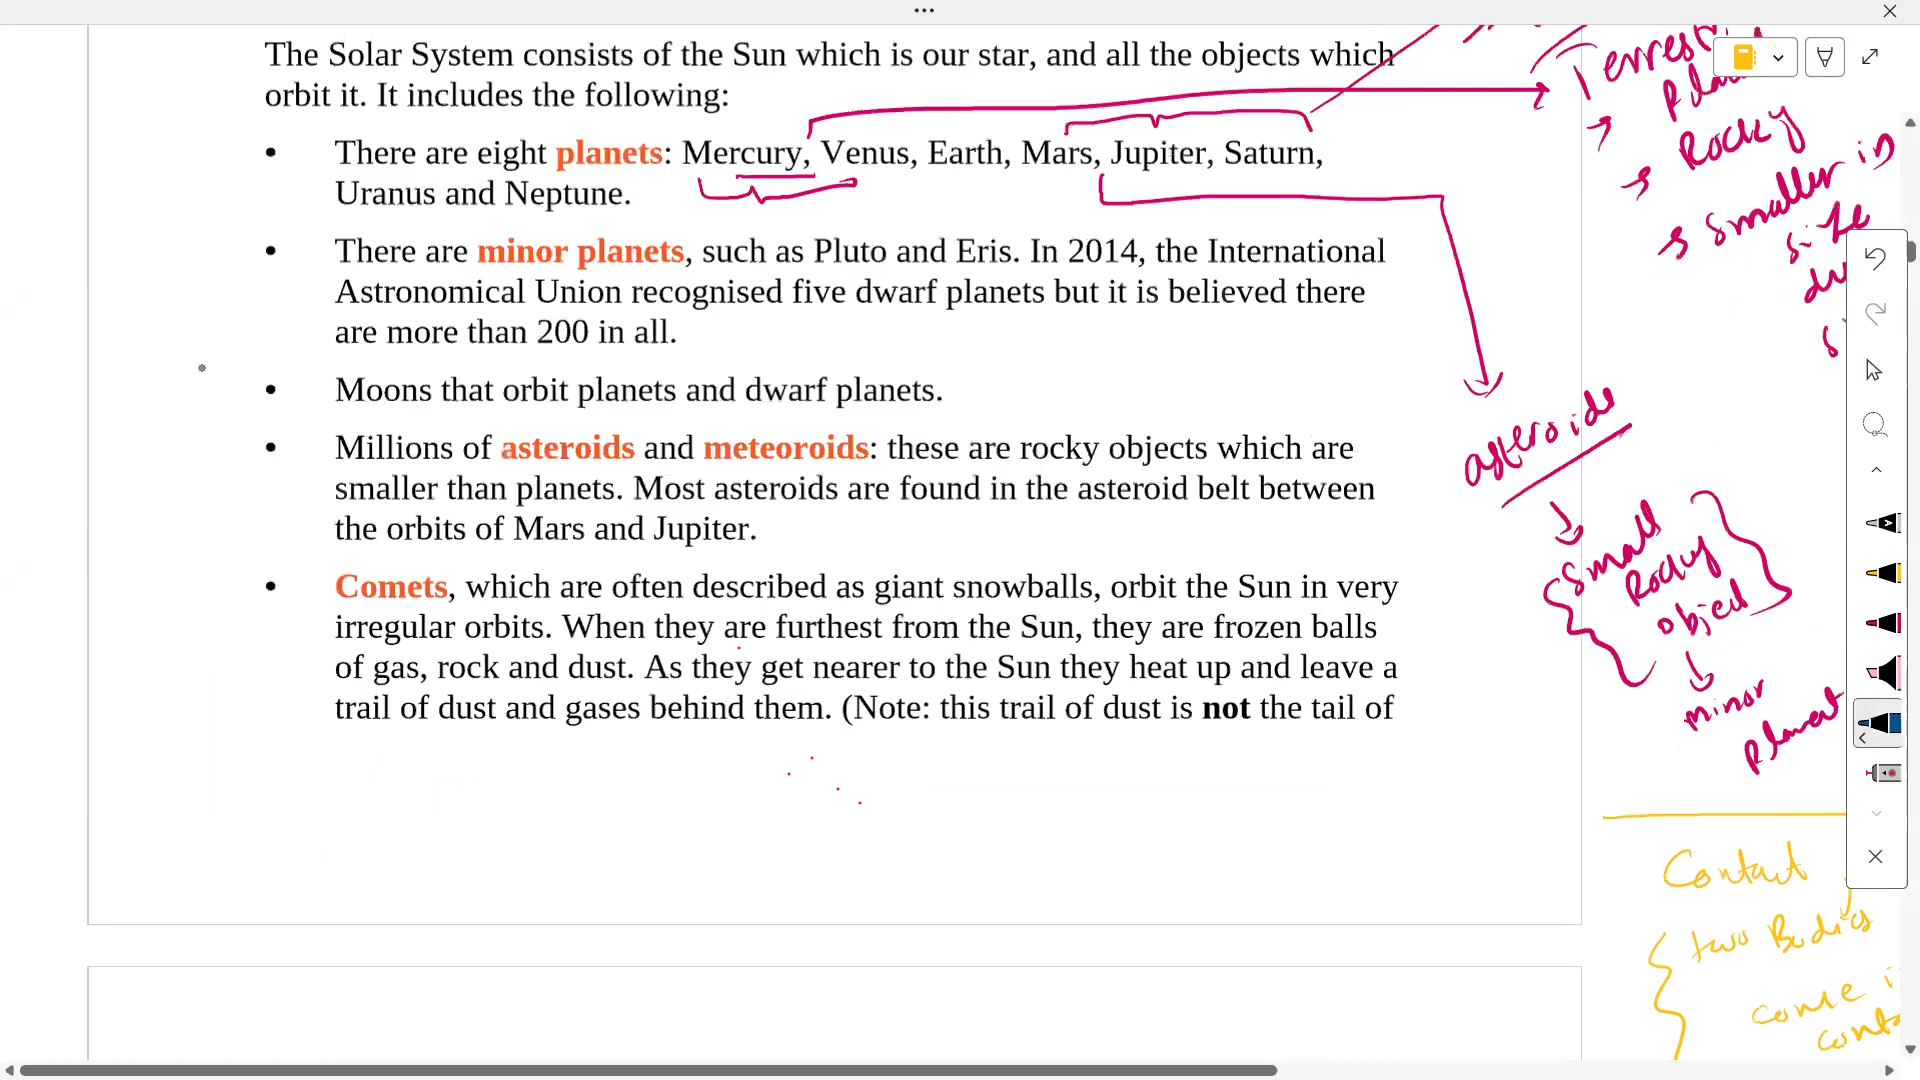 The Solar System consists of the Sun which is our star, and all the objects which
orbit it. It includes the following:
• There are eight planets: Mercury, Venus, Earth, Mars, Jupiter, Saturn,
Uranus and Neptune.
• There are minor planets, such as Pluto and Eris. In 2014, the International
Astronomical Union recognised five dwarf planets but it is believed there
are more than 200 in all.
• Moons that orbit planets and dwarf planets.
• Millions of asteroids and meteoroids: these are rocky objects which are
smaller than planets. Most asteroids are found in the asteroid belt between
the orbits of Mars and Jupiter.
• Comets, which are often described as giant snowballs, orbit the Sun in very
irregular orbits. When they are furthest from the Sun, they are frozen balls
of gas, rock and dust. As they get nearer to the Sun they heat up and leave a
trail of dust and gases behind them. (Note: this trail of dust is not the tail of
Rocky
smaller in
size
asteroids
small
Rocky
object
minor
planet
Contact
two Bodies
come